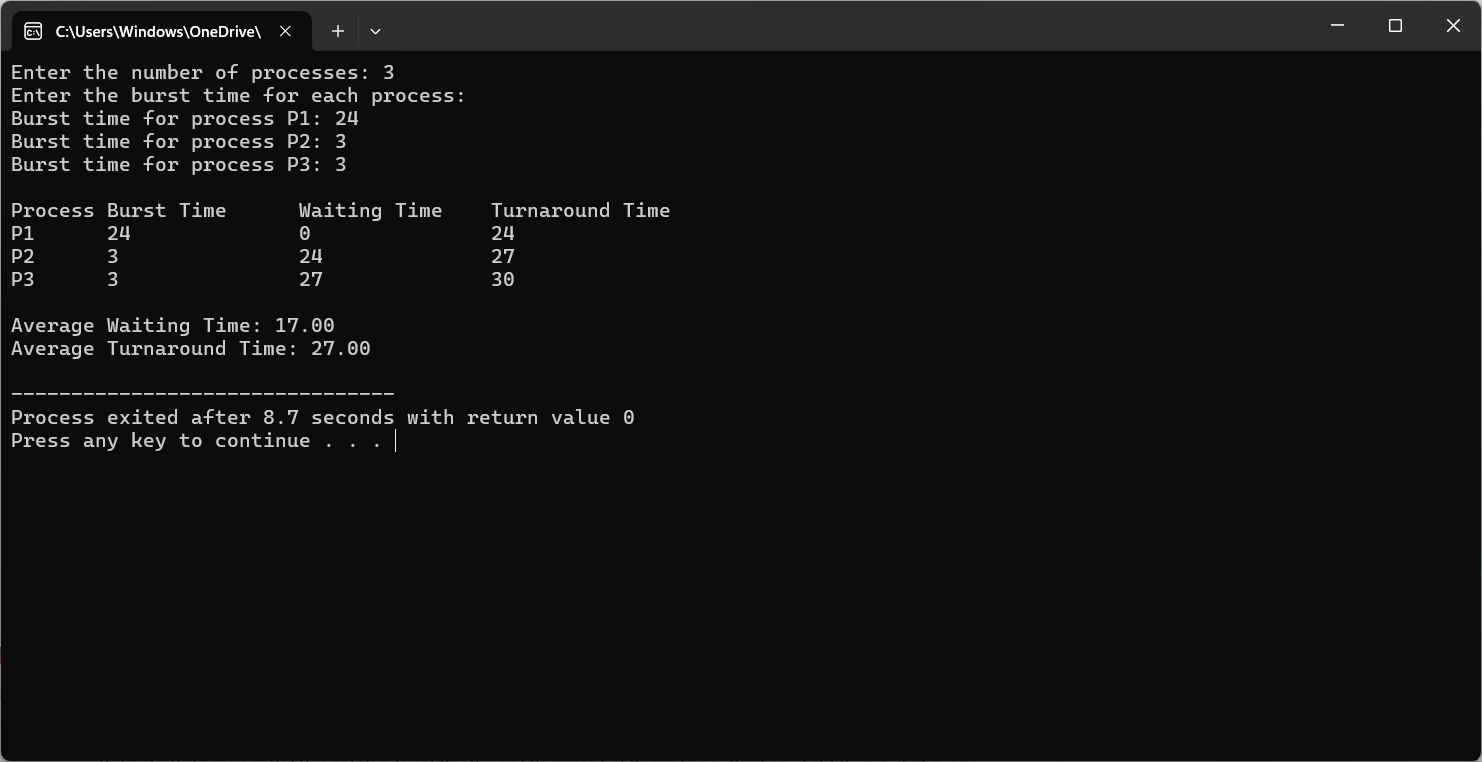 C:\Users\Windows\OneDrive\
Enter the number of processes: 3
Enter the burst time for each process:
Burst time for process P1: 24
Burst time for process P2: 3
Burst time for process P3: 3
Process Burst Time Waiting Time Turnaround Time
P1 24 0 24
P2 3 24 27
P3 3 27 30
Average Waiting Time: 17.00
Average Turnaround Time: 27.00
--------------------------------
Process exited after 8.7 seconds with return value 0
Press any key to continue . . .